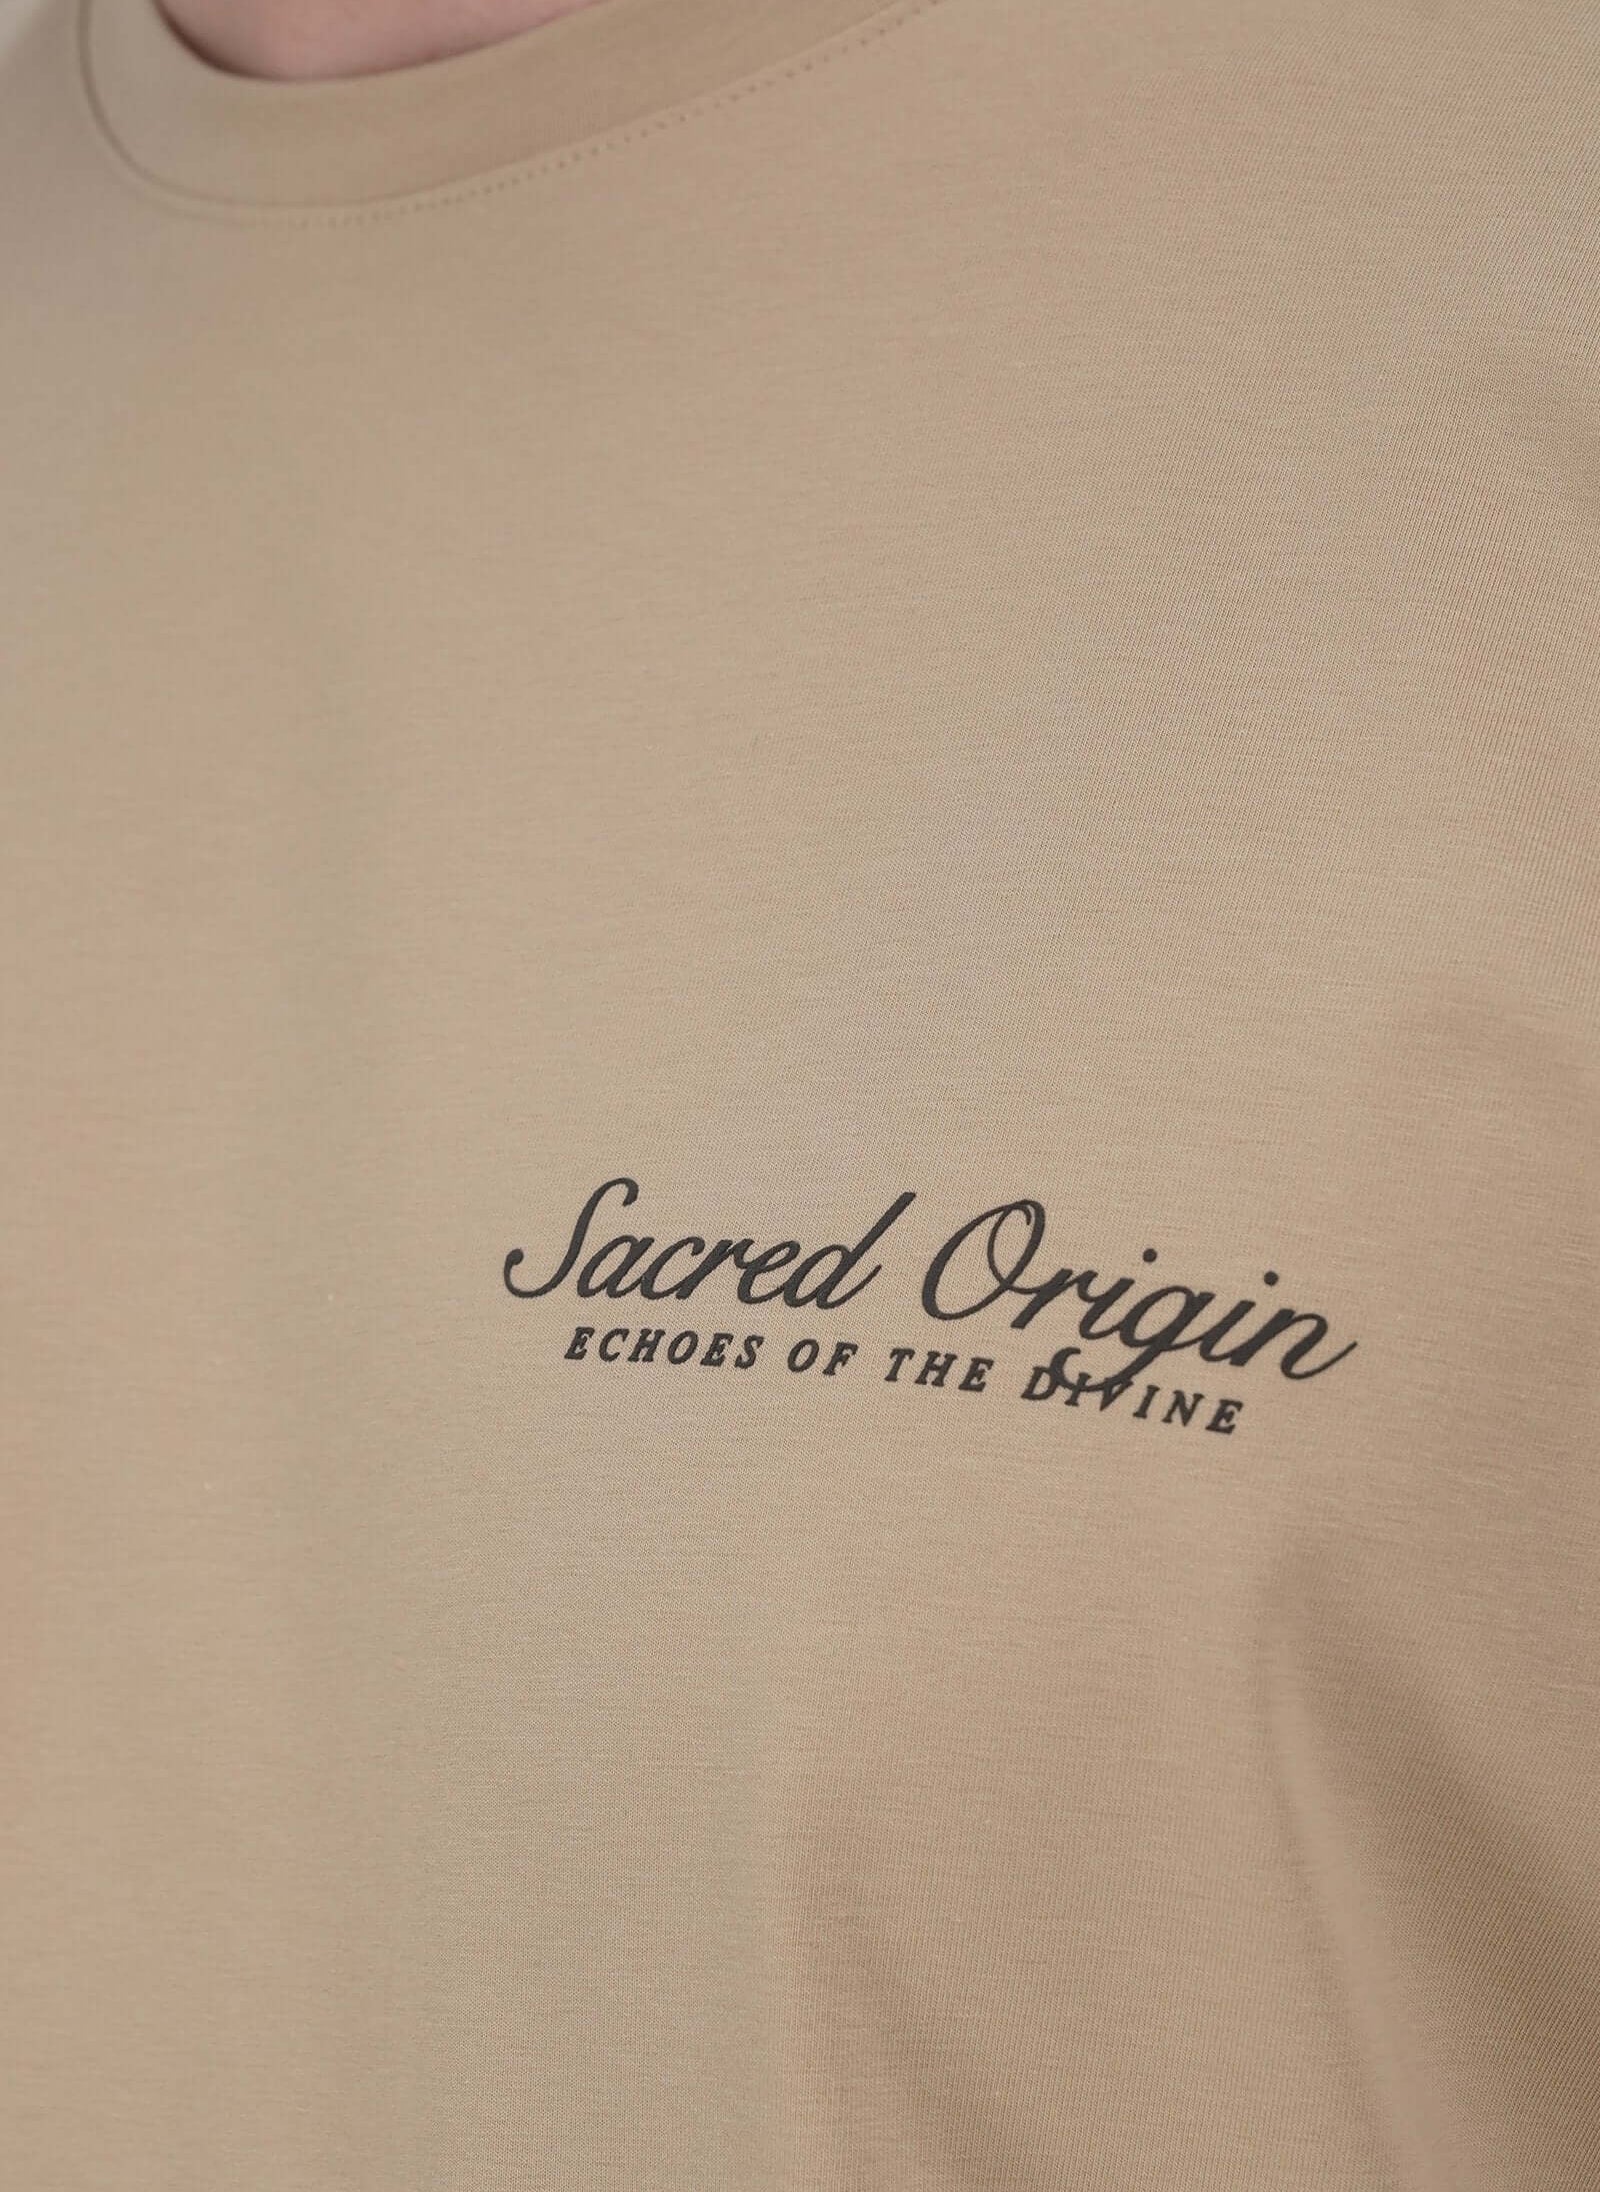 Sacred Origin
ECHOES OF THE DIVINE